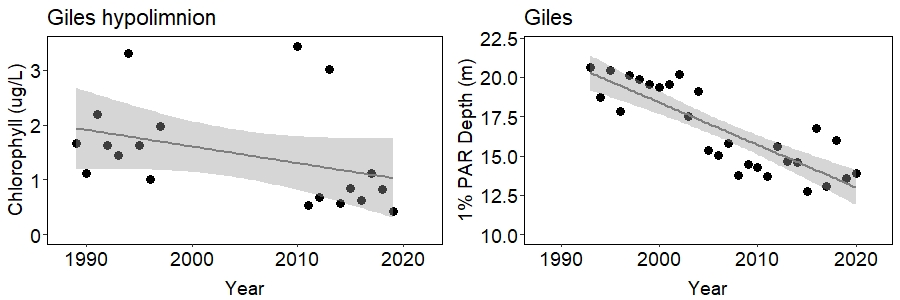 Giles hypolimnion
Chlorophyll (ug/L)
3
2
1
0
1990 2000 2010 2020
Year
Giles
1% PAR Depth (m)
22.5
20.0
17.5
15.0
12.5
10.0
1990 2000 2010 2020
Year